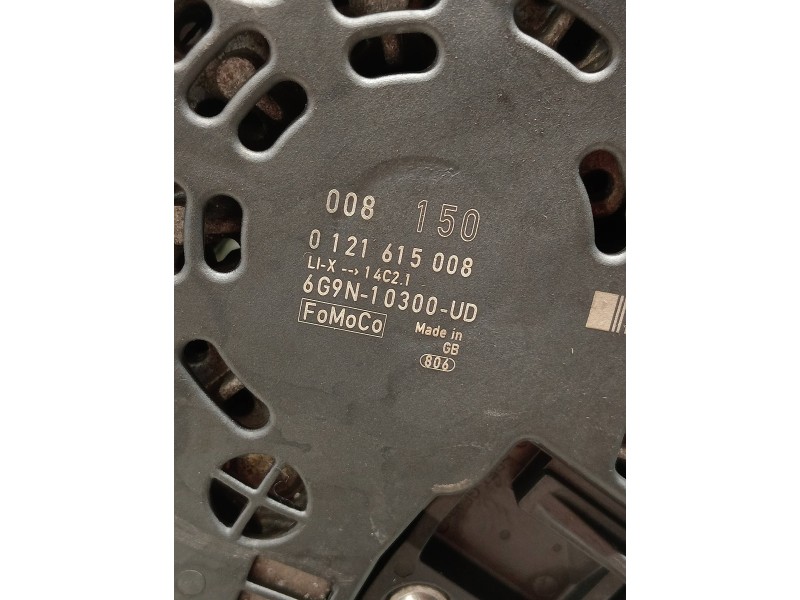 008 150
0 121 615 008
LI-X --> 14C2.1
6G9N-10300-UD
FoMoCo
Made in
GB
806